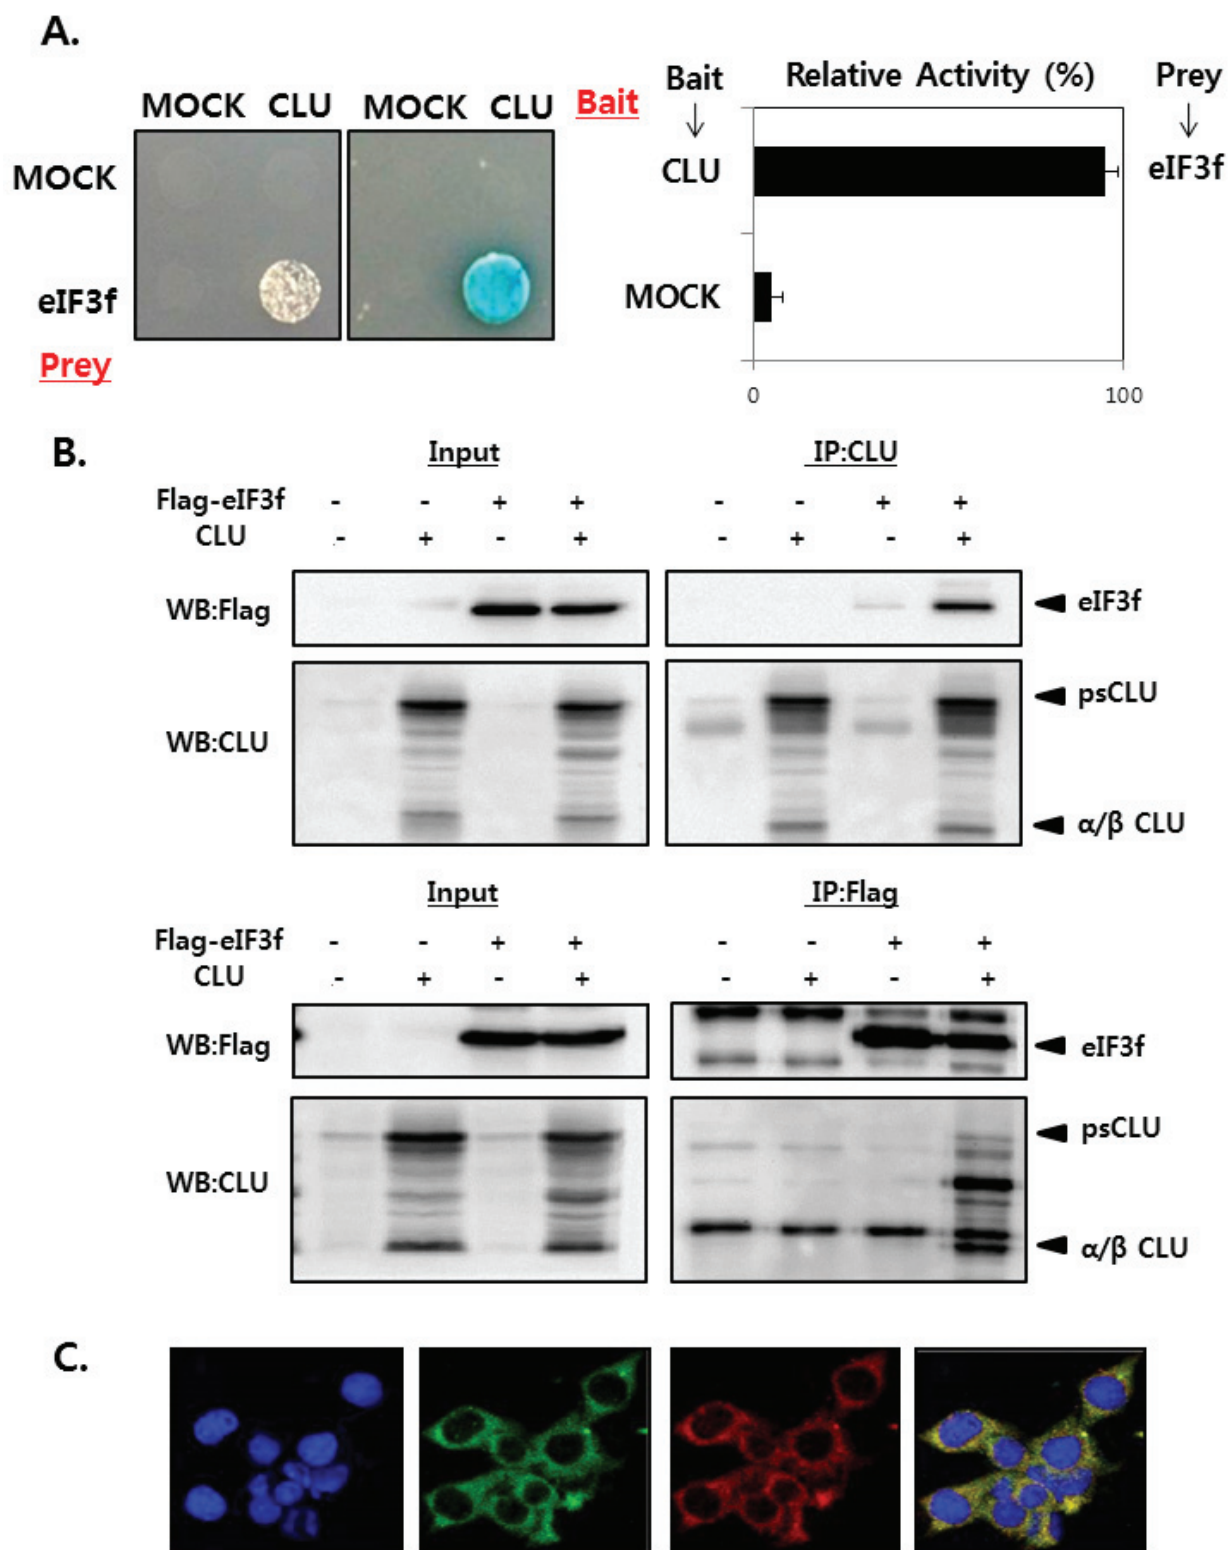 A.
MOCK CLU MOCK CLU Bait
MOCK
eIF3f
Prey
Bait Relative Activity (%) Prey
CLU eIF3f
MOCK
0 100
B.
Input IP:CLU
Flag-eIF3f - - + + - - + +
CLU - + - + - + - +
WB:Flag eIF3f
WB:CLU psCLU
α/β CLU
Input IP:Flag
Flag-eIF3f - - + + - - + +
CLU - + - + - + - +
WB:Flag eIF3f
WB:CLU psCLU
α/β CLU
C.